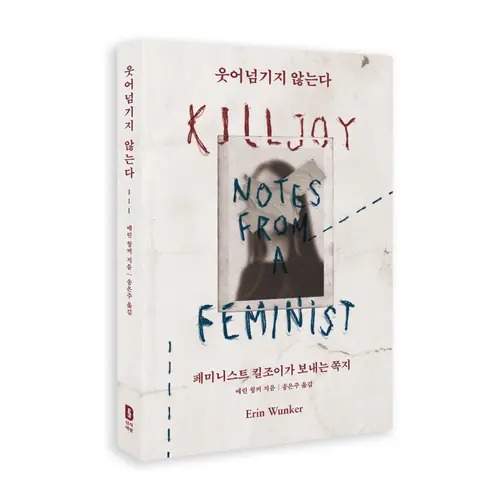 웃어넘기지 않는다
에린 웡커 지음 | 송은주 옮김
웃어넘기지 않는다
KILLJOY
NOTES
FROM
A
FEMINIST
페미니스트 킬조이가 보내는 쪽지
에린 웡커 지음 | 송은주 옮김
Erin Wunker